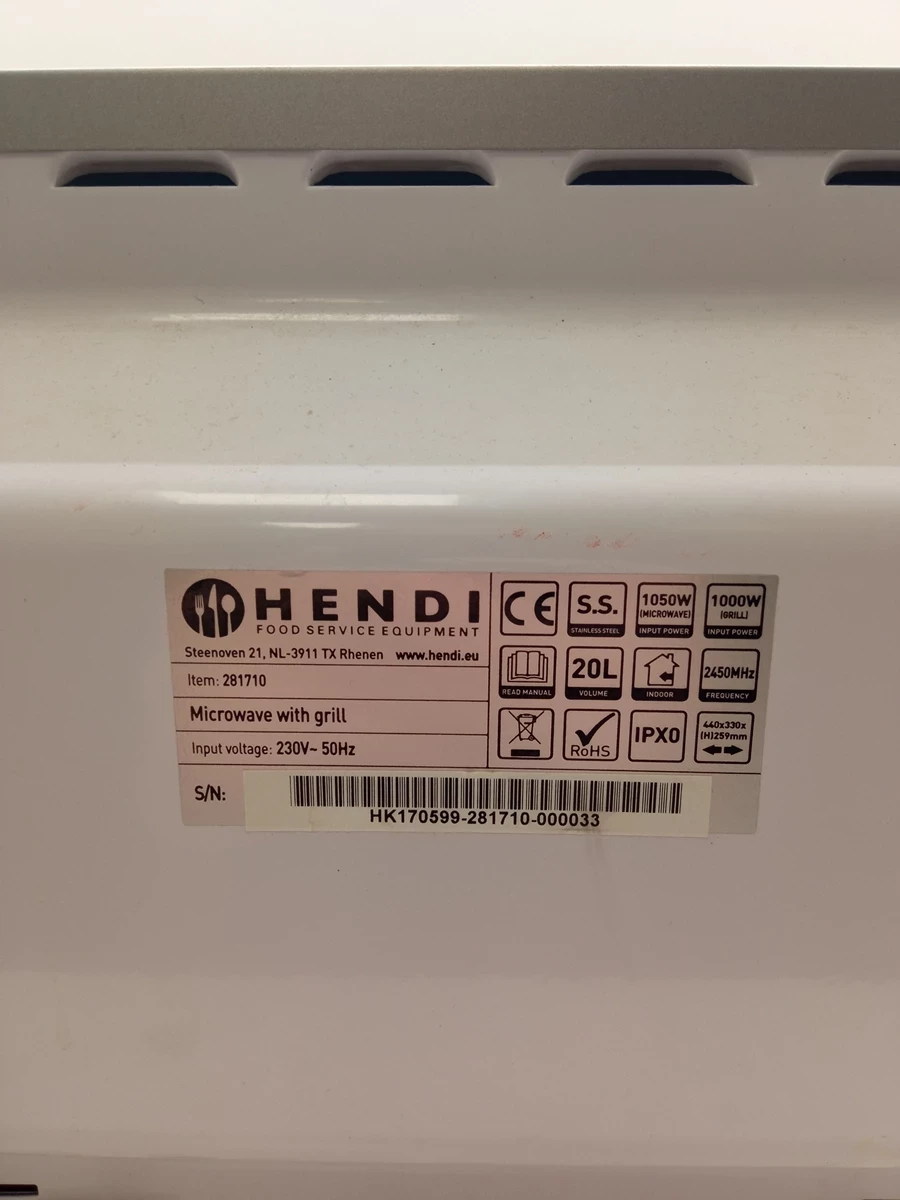 HENDI
FOOD SERVICE EQUIPMENT
Steenoven 21, NL-3911 TX Rhenen www.hendi.eu
Item: 281710
Microwave with grill
Input voltage: 230V~ 50Hz
CE
S.S.
STAINLESS STEEL
1050W
(MICROWAVE)
INPUT POWER
1000W
(GRILL)
INPUT POWER
READ MANUAL
20L
VOLUME
INDOOR
2450MHz
FREQUENCY
RoHS
IPX0
440x330x
(H)259mm
S/N:
HK170599-281710-000033